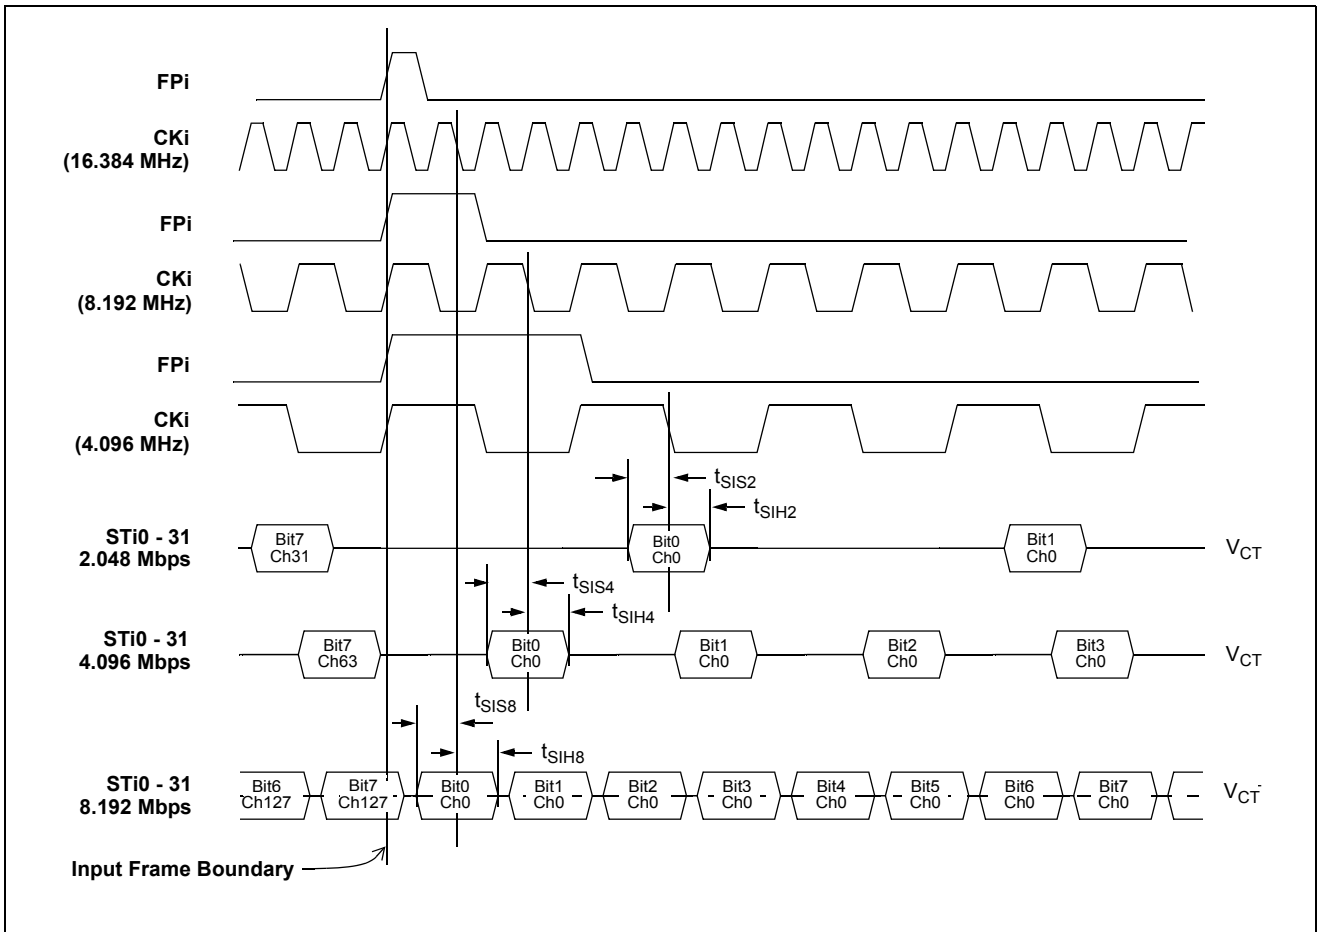 FPi
CKi
(16.384 MHz)
FPi
CKi
(8.192 MHz)
FPi
CKi
(4.096 MHz)
tSIS2
tSIH2
STi0 - 31
2.048 Mbps
Bit7
Ch31
Bit0
Ch0
Bit1
Ch0
VCT
tSIS4
tSIH4
STi0 - 31
4.096 Mbps
Bit7
Ch63
Bit0
Ch0
Bit1
Ch0
Bit2
Ch0
Bit3
Ch0
VCT
tSIS8
tSIH8
STi0 - 31
8.192 Mbps
Bit6
Ch127
Bit7
Ch127
Bit0
Ch0
Bit1
Ch0
Bit2
Ch0
Bit3
Ch0
Bit4
Ch0
Bit5
Ch0
Bit6
Ch0
Bit7
Ch0
VCT
Input Frame Boundary